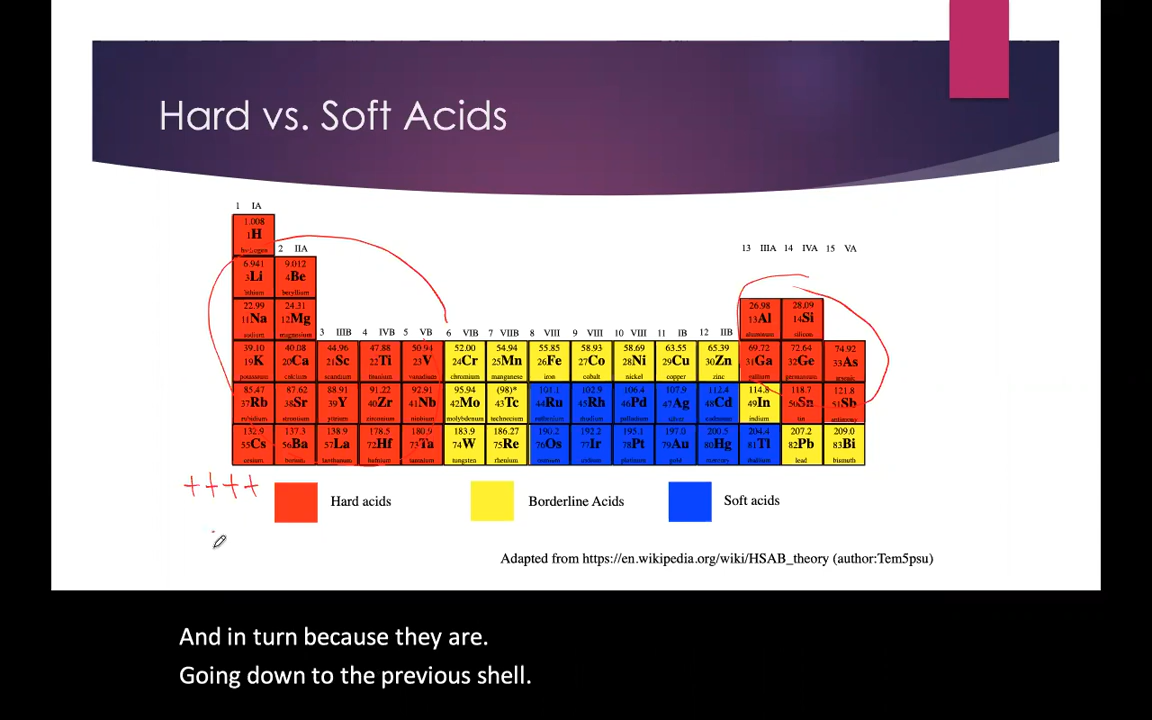 Hard vs. Soft Acids
1 IA
1.008
1H
hydrogen
2 IIA
13 IIIA 14 IVA 15 VA
6.941 9.012
3Li 4Be
lithium beryllium
22.99 24.31 26.98 28.09
11Na 12Mg 13Al 14Si
sodium magnesium aluminum silicon
3 IIIB 4 IVB 5 VB 6 VIB 7 VIIB 8 VIII 9 VIII 10 VIII 11 IB 12 IIB
39.10 40.08 44.96 47.88 50.94 52.00 54.94 55.85 58.93 58.69 63.55 65.39 69.72 72.64 74.92
19K 20Ca 21Sc 22Ti 23V 24Cr 25Mn 26Fe 27Co 28Ni 29Cu 30Zn 31Ga 32Ge 33As
potassium calcium scandium titanium vanadium chromium manganese iron cobalt nickel copper zinc gallium germanium arsenic
85.47 87.62 88.91 91.22 92.91 95.94 (98)* 101.1 102.9 106.4 107.9 112.4 114.8 118.7 121.8
37Rb 38Sr 39Y 40Zr 41Nb 42Mo 43Tc 44Ru 45Rh 46Pd 47Ag 48Cd 49In 50Sn 51Sb
rubidium strontium yttrium zirconium niobium molybdenum technecium ruthenium rhodium palladium silver cadmium indium tin antimony
132.9 137.3 138.9 178.5 180.9 183.9 186.27 190.2 192.2 195.1 197.0 200.5 204.4 207.2 209.0
55Cs 56Ba 57La 72Hf 73Ta 74W 75Re 76Os 77Ir 78Pt 79Au 80Hg 81Tl 82Pb 83Bi
cesium barium lanthanum hafnium tantalum tungsten rhenium osmium iridium platinum gold mercury thallium lead bismuth
++++
Hard acids Borderline Acids Soft acids
Adapted from https://en.wikipedia.org/wiki/HSAB_theory (author:Tem5psu)
And in turn because they are.
Going down to the previous shell.